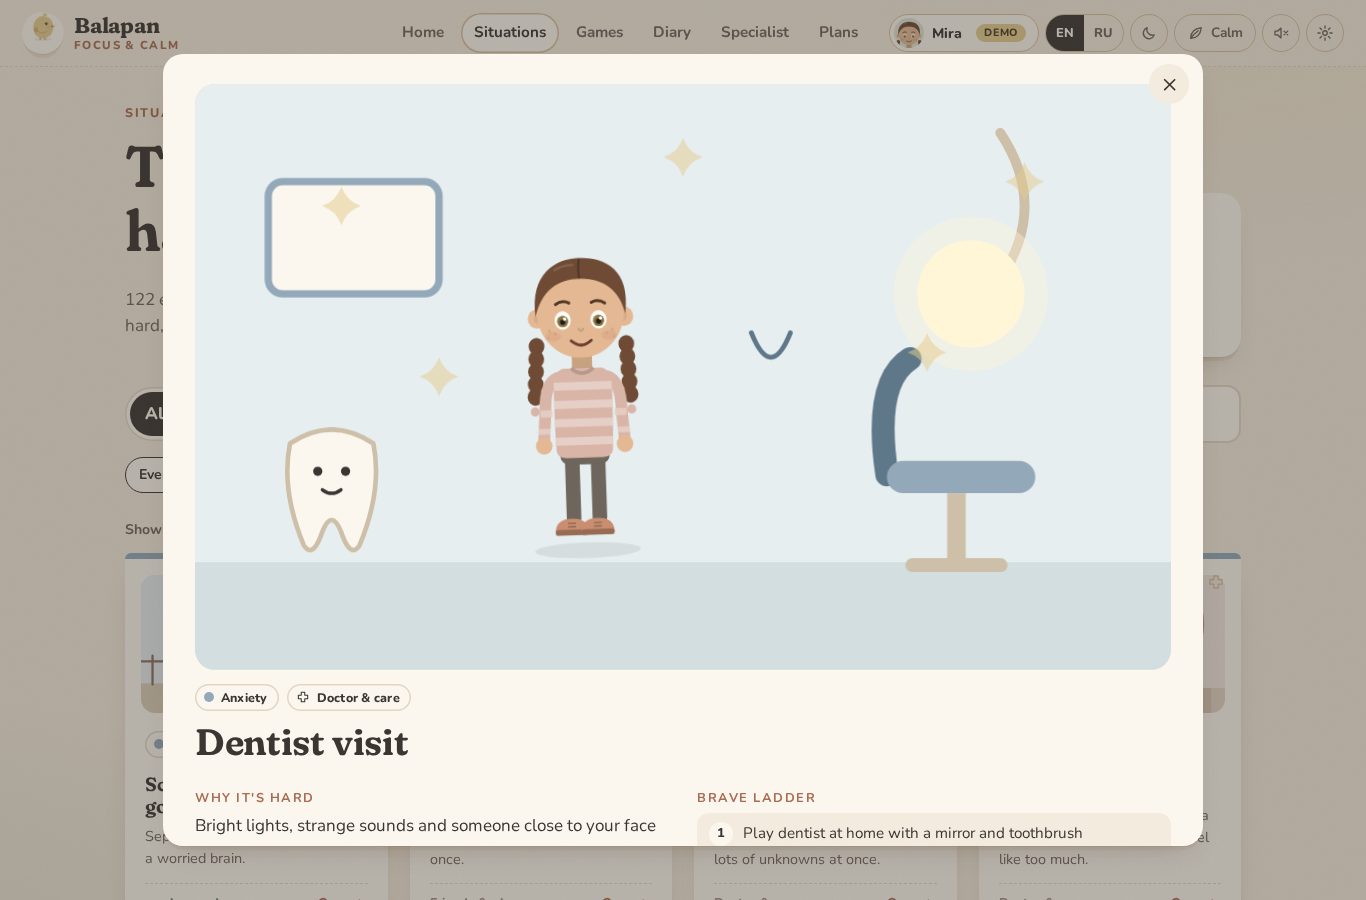 Balapan
FOCUS & CALM
Home
Situations
Games
Diary
Specialist
Plans
Mira
DEMO
EN
RU
Calm
122
hard,
Show
Anxiety
Doctor & care
Dentist visit
WHY IT'S HARD
Bright lights, strange sounds and someone close to your face
BRAVE LADDER
1
Play dentist at home with a mirror and toothbrush
a worried brain.
once.
lots of unknowns at once.
like too much.